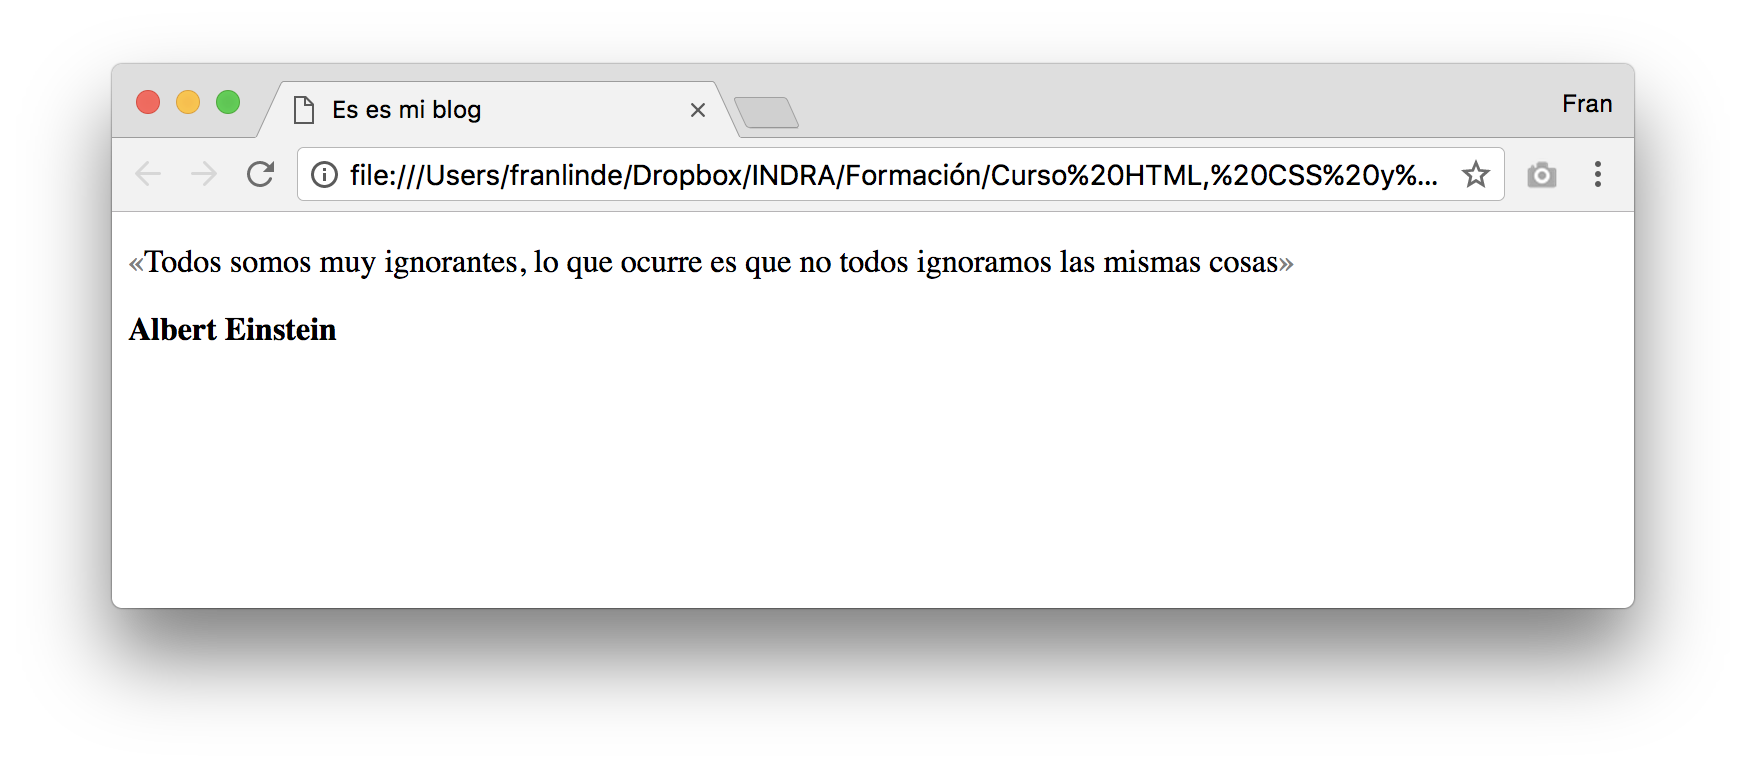 Es es mi blog
Fran
file:///Users/franlinde/Dropbox/INDRA/Formación/Curso%20HTML,%20CSS%20y%...
«Todos somos muy ignorantes, lo que ocurre es que no todos ignoramos las mismas cosas»
Albert Einstein